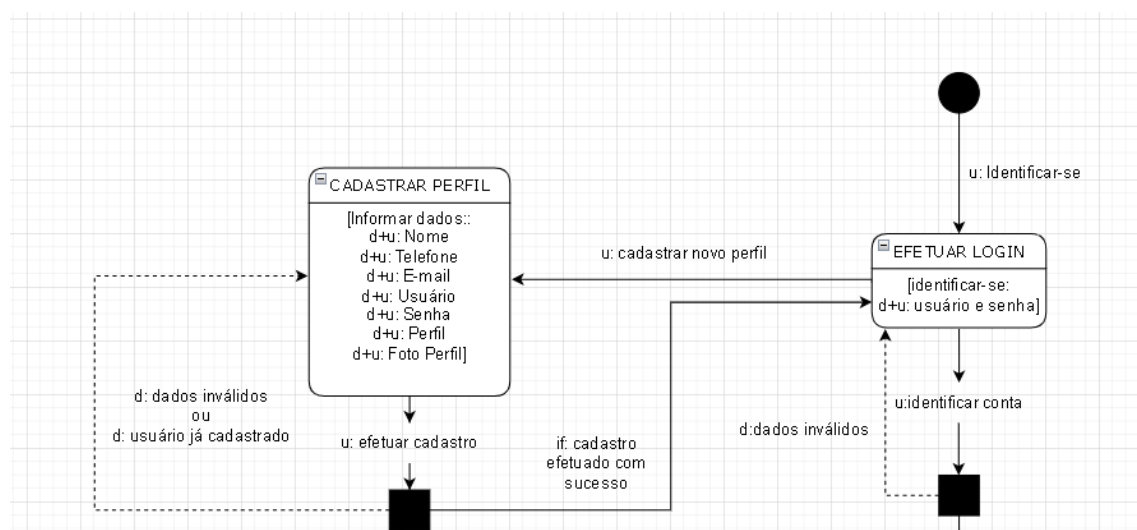 u: Identificar-se
CADASTRAR PERFIL
[Informar dados::
d+u: Nome
d+u: Telefone
d+u: E-mail
d+u: Usuário
d+u: Senha
d+u: Perfil
d+u: Foto Perfil]
u: cadastrar novo perfil
EFETUAR LOGIN
[identificar-se:
d+u: usuário e senha]
d: dados inválidos
ou
d: usuário já cadastrado
u: efetuar cadastro
if: cadastro
efetuado com
sucesso
d:dados inválidos
u:identificar conta